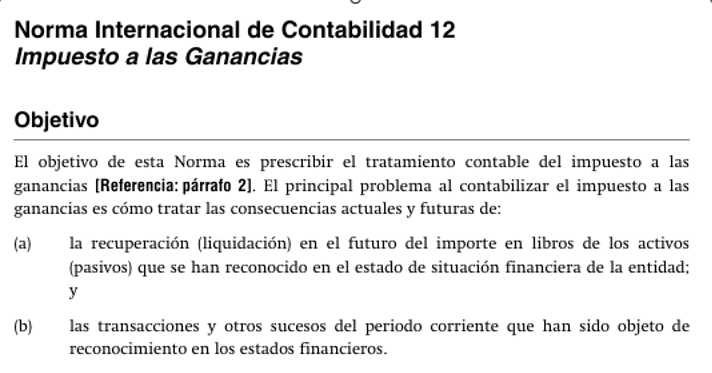 Norma Internacional de Contabilidad 12
Impuesto a las Ganancias
Objetivo
El objetivo de esta Norma es prescribir el tratamiento contable del impuesto a las
ganancias [Referencia: párrafo 2]. El principal problema al contabilizar el impuesto a las
ganancias es cómo tratar las consecuencias actuales y futuras de:
(a) la recuperación (liquidación) en el futuro del importe en libros de los activos
(pasivos) que se han reconocido en el estado de situación financiera de la entidad;
y
(b) las transacciones y otros sucesos del periodo corriente que han sido objeto de
reconocimiento en los estados financieros.